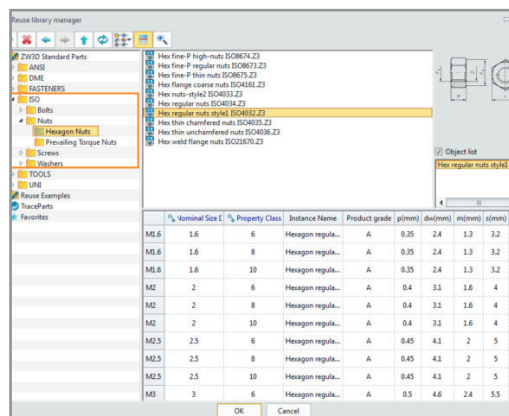 Reuse library manager
ZW3D Standard Parts
ANSI
DME
FASTENERS
ISO
Bolts
Nuts
Hexagon Nuts
Prevailing Torque Nuts
Screws
Washers
TOOLS
UNI
Reuse Examples
TraceParts
Favorites
Hex fine-P high-nuts ISO8674.Z3
Hex fine-P regular nuts ISO8673.Z3
Hex fine-P thin nuts ISO8675.Z3
Hex flange coarse nuts ISO4161.Z3
Hex nuts-style2 ISO4033.Z3
Hex regular nuts ISO4034.Z3
Hex regular nuts style1 ISO4032.Z3
Hex thin chamfered nuts ISO4035.Z3
Hex thin unchamfered nuts ISO4036.Z3
Hex weld flange nuts ISO21670.Z3
Object list
Hex regular nuts style1
Nominal Size D Property Class Instance Name Product grade p(mm) dw(mm) m(mm) s(mm)
M1.6 1.6 6 Hexagon regula... A 0.35 2.4 1.3 3.2
M1.6 1.6 8 Hexagon regula... A 0.35 2.4 1.3 3.2
M1.6 1.6 10 Hexagon regula... A 0.35 2.4 1.3 3.2
M2 2 6 Hexagon regula... A 0.4 3.1 1.6 4
M2 2 8 Hexagon regula... A 0.4 3.1 1.6 4
M2 2 10 Hexagon regula... A 0.4 3.1 1.6 4
M2.5 2.5 6 Hexagon regula... A 0.45 4.1 2 5
M2.5 2.5 8 Hexagon regula... A 0.45 4.1 2 5
M2.5 2.5 10 Hexagon regula... A 0.45 4.1 2 5
M3 3 6 Hexagon regula... A 0.5 4.6 2.4 5.5
OK Cancel